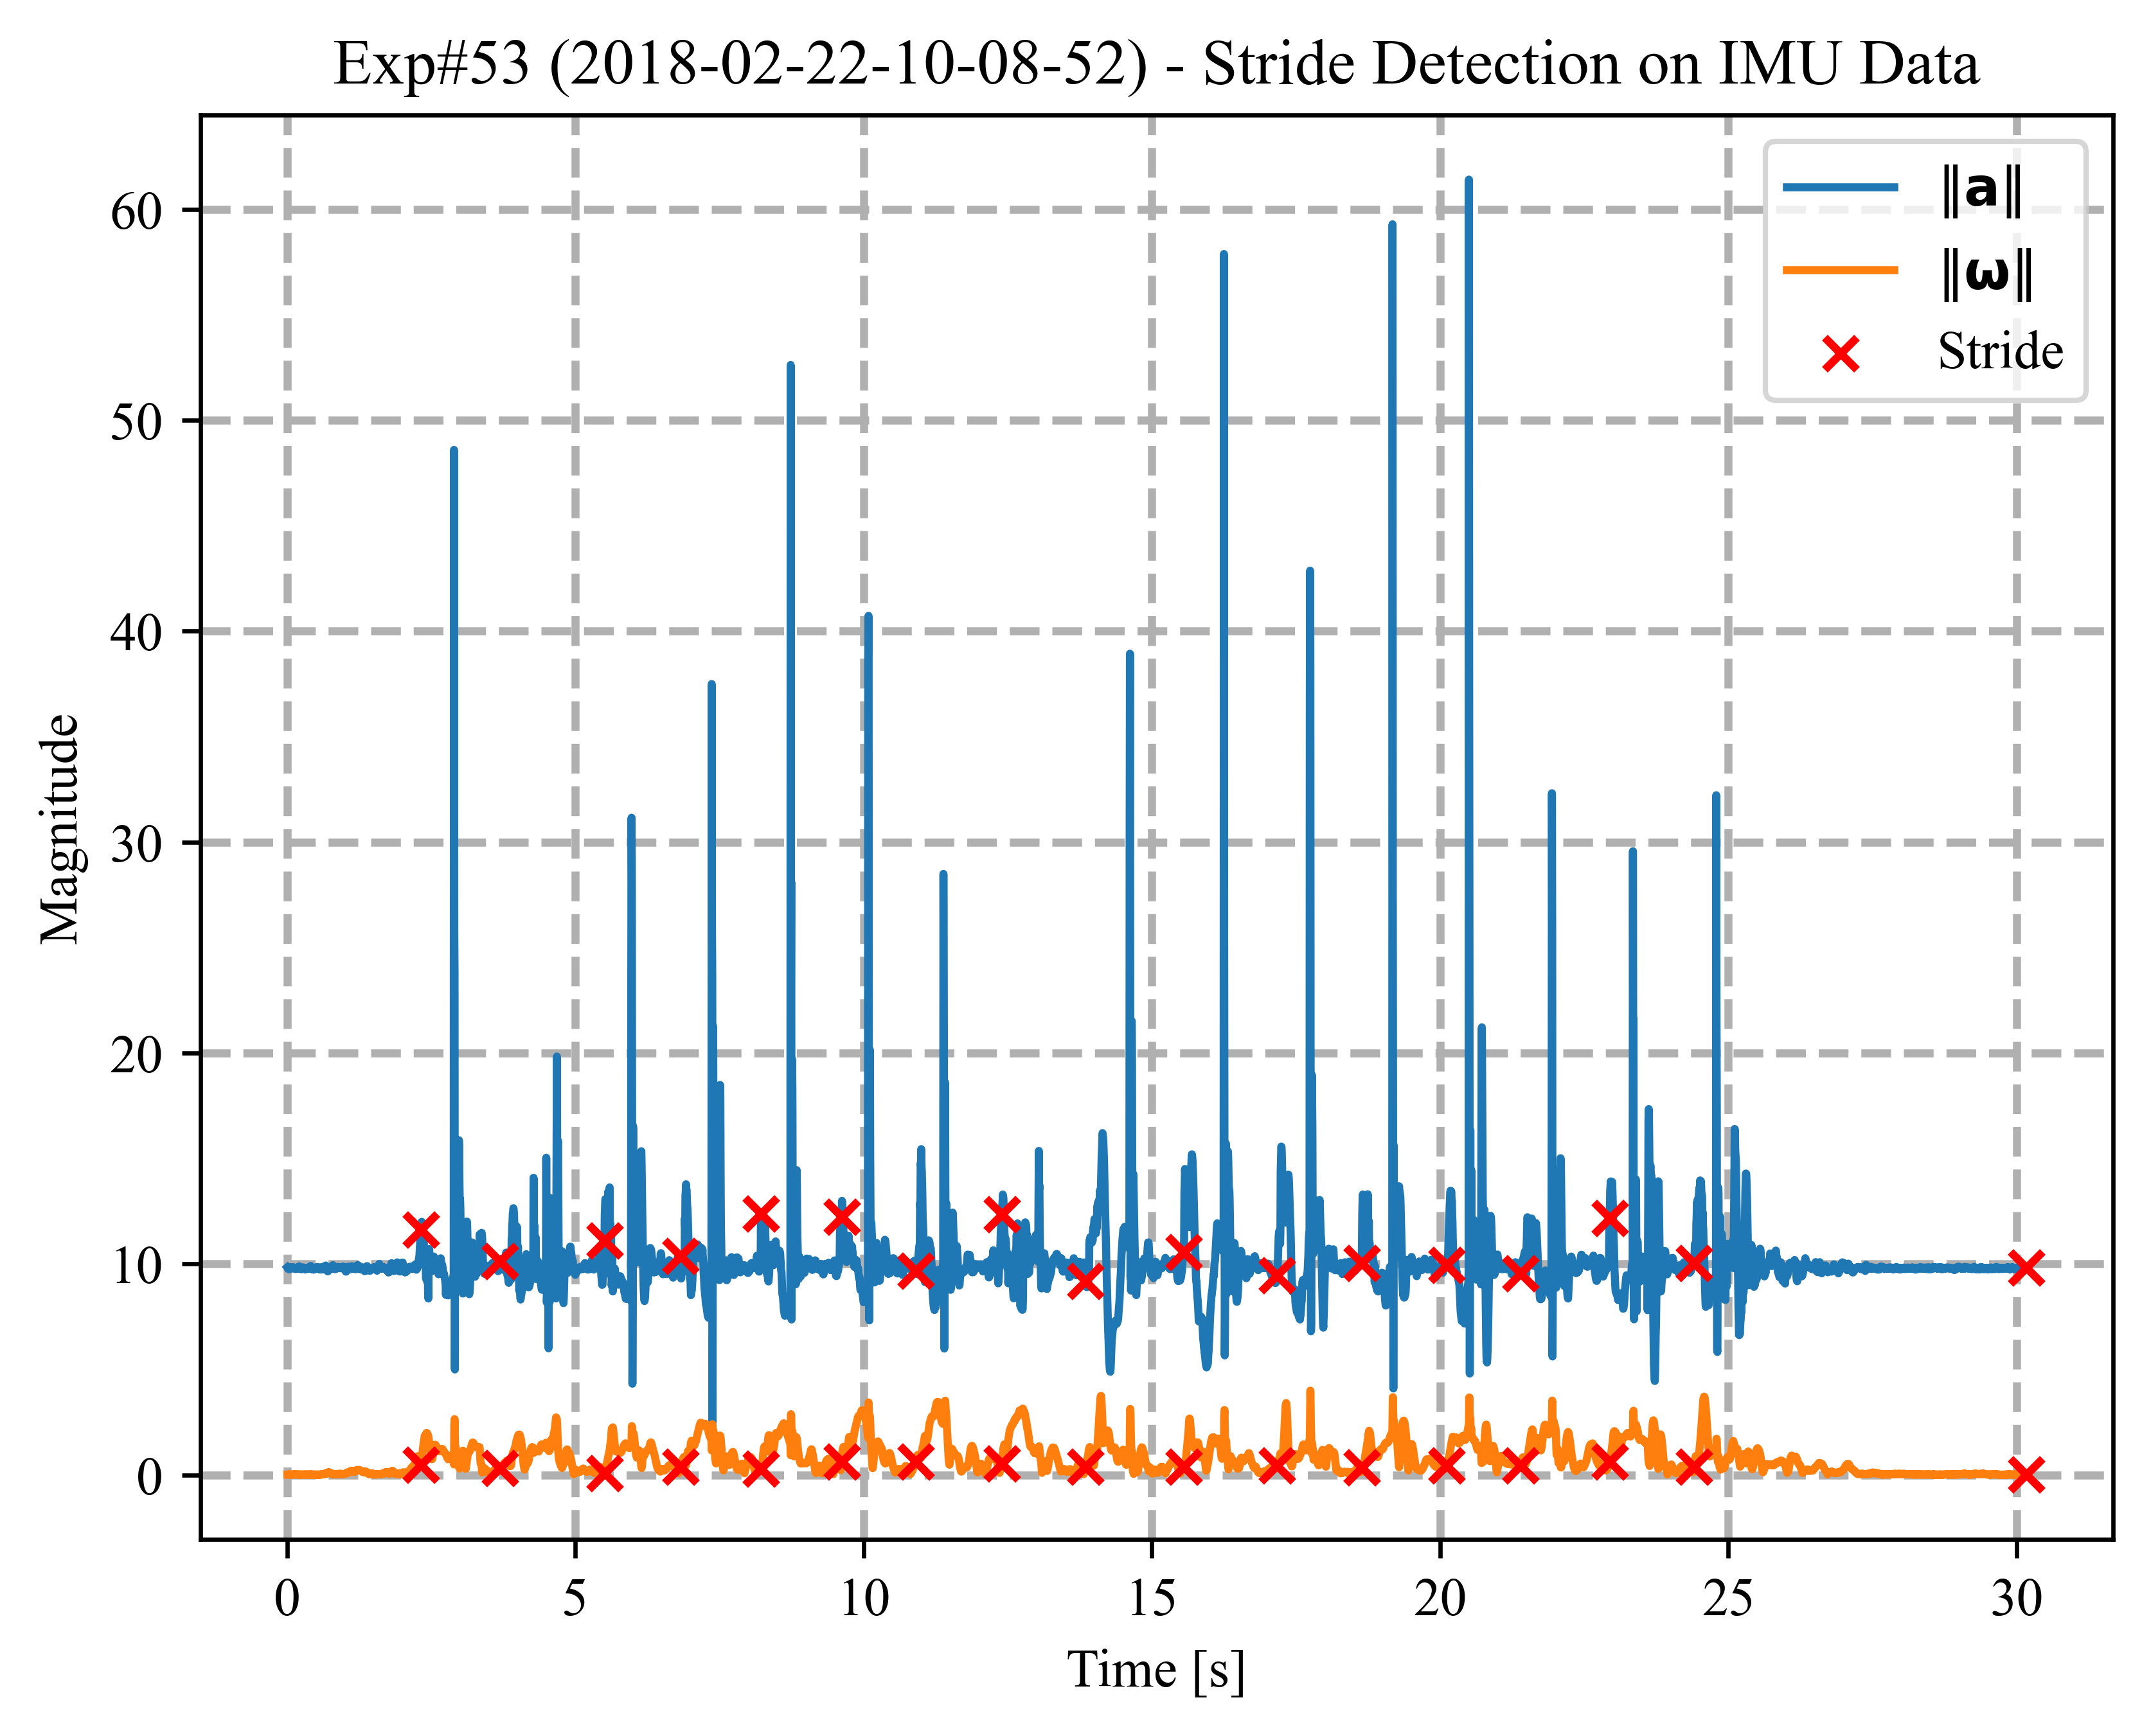 Exp#53 (2018-02-22-10-08-52) - Stride Detection on IMU Data
‖a‖
‖ω‖
Stride
60
50
40
30
20
10
0
Magnitude
0 5 10 15 20 25 30
Time [s]